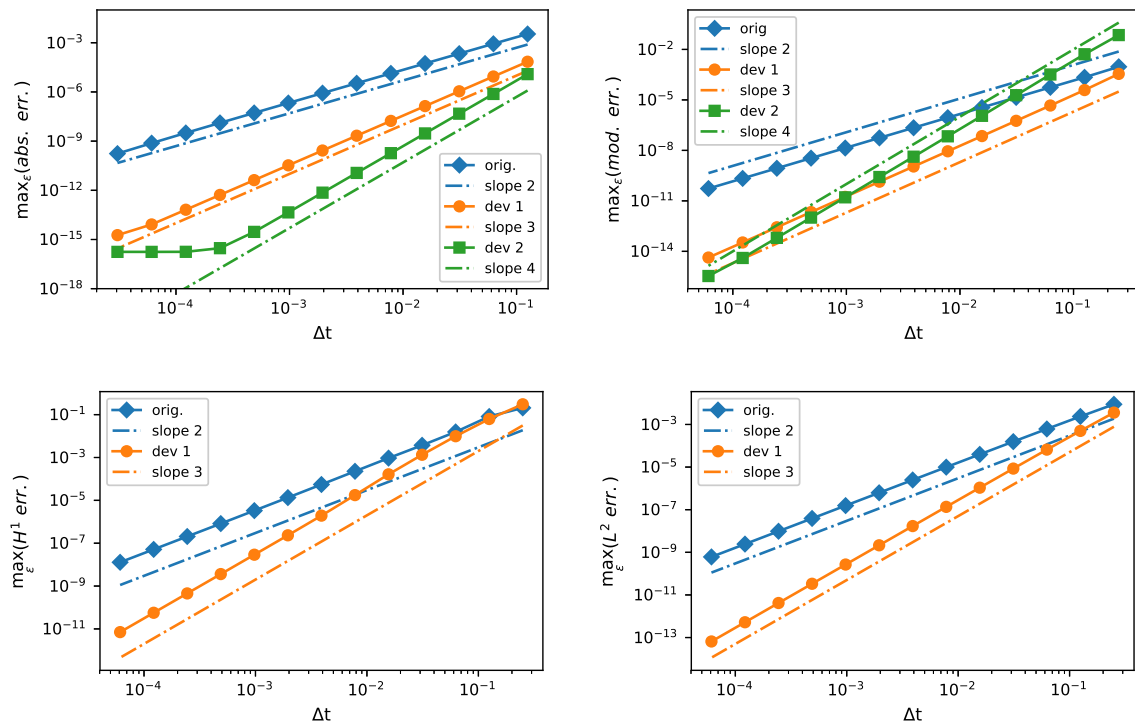 max_ε(abs. err.)
10^−3
10^−6
10^−9
10^−12
10^−15
10^−18
10^−4
10^−3
10^−2
10^−1
Δt
orig.
slope 2
dev 1
slope 3
dev 2
slope 4
max_ε(mod. err.)
10^−2
10^−5
10^−8
10^−11
10^−14
10^−4
10^−3
10^−2
10^−1
Δt
orig
slope 2
dev 1
slope 3
dev 2
slope 4
max_ε(H^1 err.)
10^−1
10^−3
10^−5
10^−7
10^−9
10^−11
10^−4
10^−3
10^−2
10^−1
Δt
orig.
slope 2
dev 1
slope 3
max_ε(L^2 err.)
10^−3
10^−5
10^−7
10^−9
10^−11
10^−13
10^−4
10^−3
10^−2
10^−1
Δt
orig.
slope 2
dev 1
slope 3